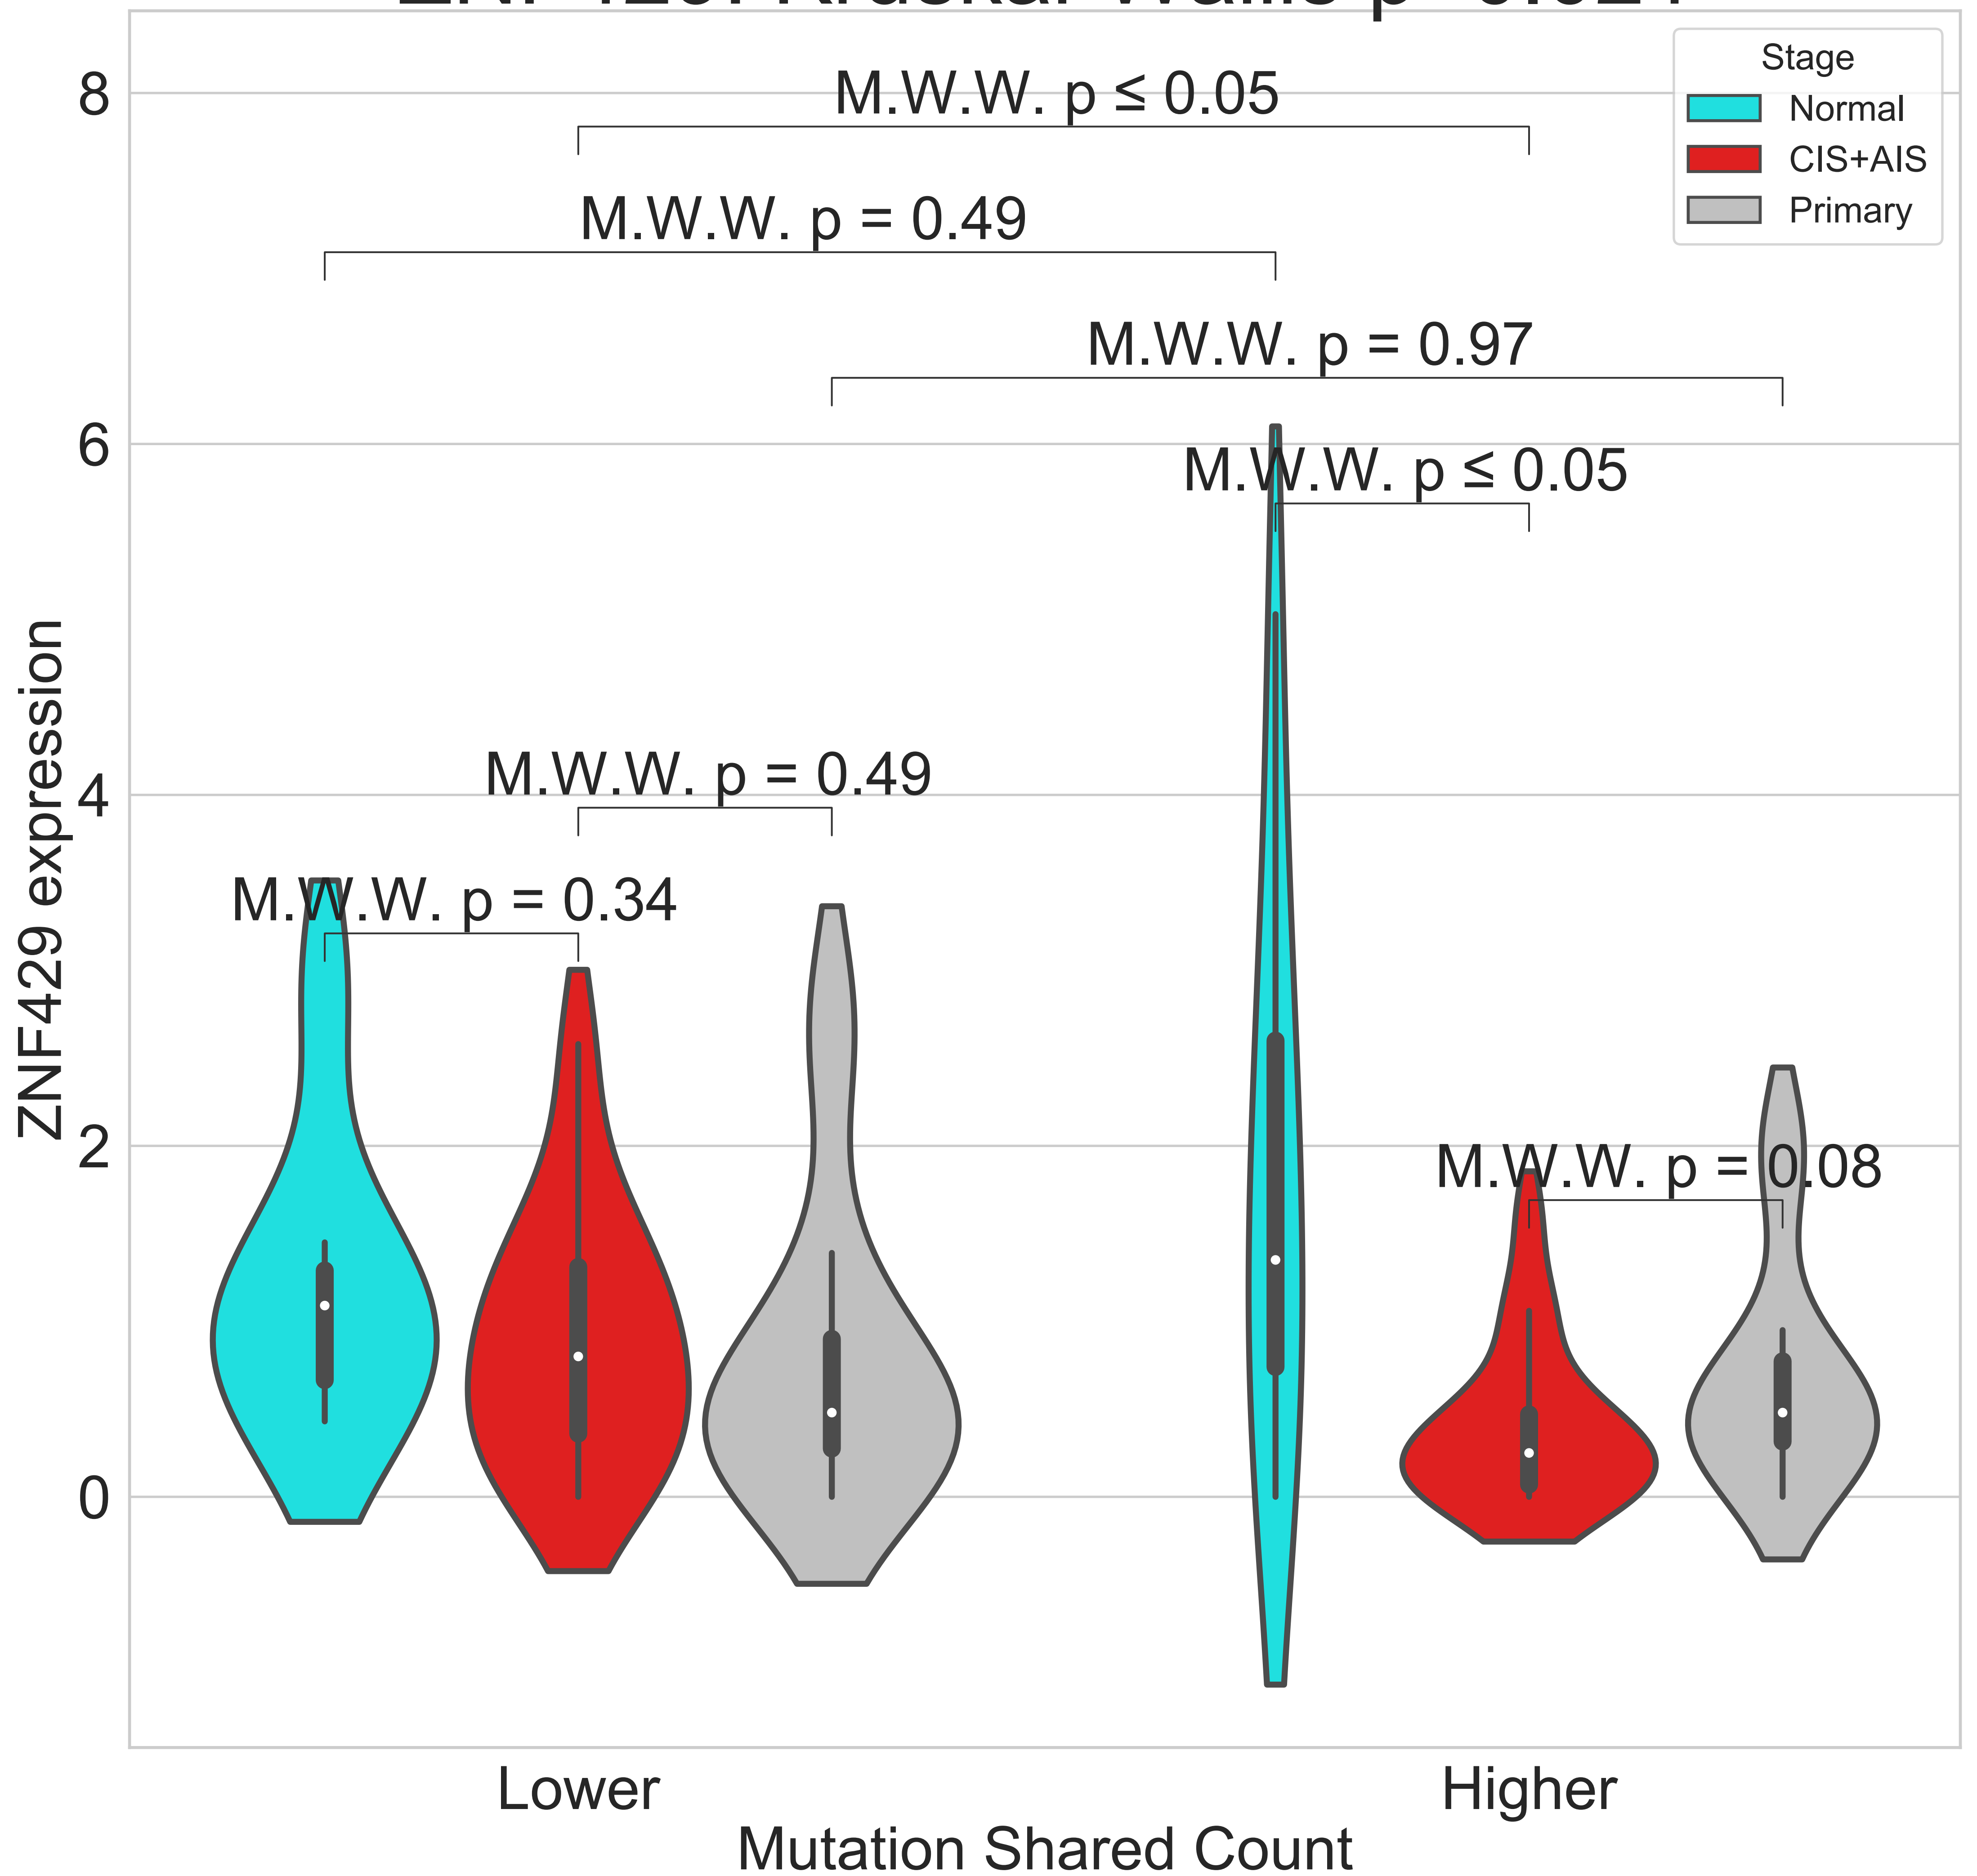 Stage
Normal
CIS+AIS
Primary
M.W.W. p ≤ 0.05
M.W.W. p = 0.49
M.W.W. p = 0.97
M.W.W. p ≤ 0.05
M.W.W. p = 0.49
M.W.W. p = 0.34
M.W.W. p = 0.08
8
6
4
2
0
ZNF429 expression
Lower
Higher
Mutation Shared Count